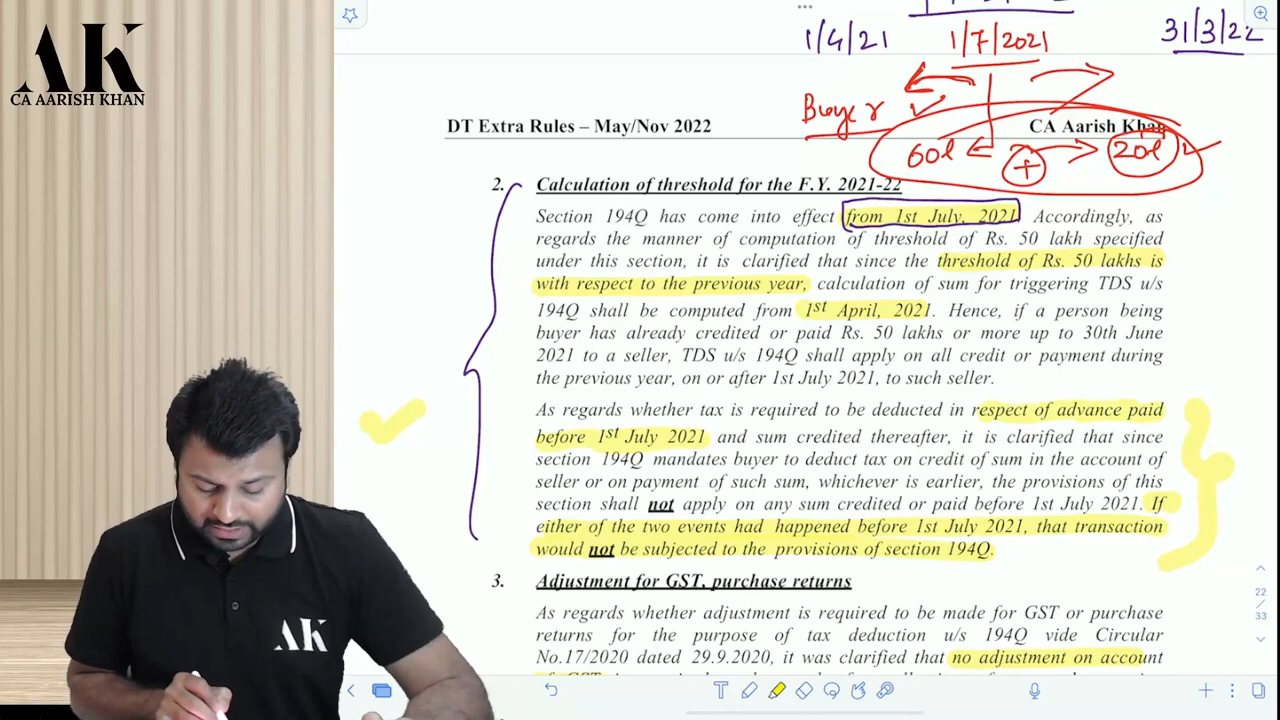 AK
CA AARISH KHAN
1/4/21
1/7/2021
31/3/22
Buyer
60l
+
20l
DT Extra Rules – May/Nov 2022
CA Aarish Khan
2. Calculation of threshold for the F.Y. 2021-22
Section 194Q has come into effect from 1st July, 2021. Accordingly, as
regards the manner of computation of threshold of Rs. 50 lakh specified
under this section, it is clarified that since the threshold of Rs. 50 lakhs is
with respect to the previous year, calculation of sum for triggering TDS u/s
194Q shall be computed from 1st April, 2021. Hence, if a person being
buyer has already credited or paid Rs. 50 lakhs or more up to 30th June
2021 to a seller, TDS u/s 194Q shall apply on all credit or payment during
the previous year, on or after 1st July 2021, to such seller.
As regards whether tax is required to be deducted in respect of advance paid
before 1st July 2021 and sum credited thereafter, it is clarified that since
section 194Q mandates buyer to deduct tax on credit of sum in the account of
seller or on payment of such sum, whichever is earlier, the provisions of this
section shall not apply on any sum credited or paid before 1st July 2021. If
either of the two events had happened before 1st July 2021, that transaction
would not be subjected to the provisions of section 194Q.
3. Adjustment for GST, purchase returns
As regards whether adjustment is required to be made for GST or purchase
returns for the purpose of tax deduction u/s 194Q vide Circular
No.17/2020 dated 29.9.2020, it was clarified that no adjustment on account
AK
22
33